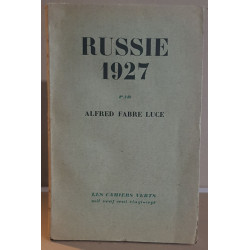 RUSSIE
1927
PAR
ALFRED FABRE LUCE
LES CAHIERS VERTS